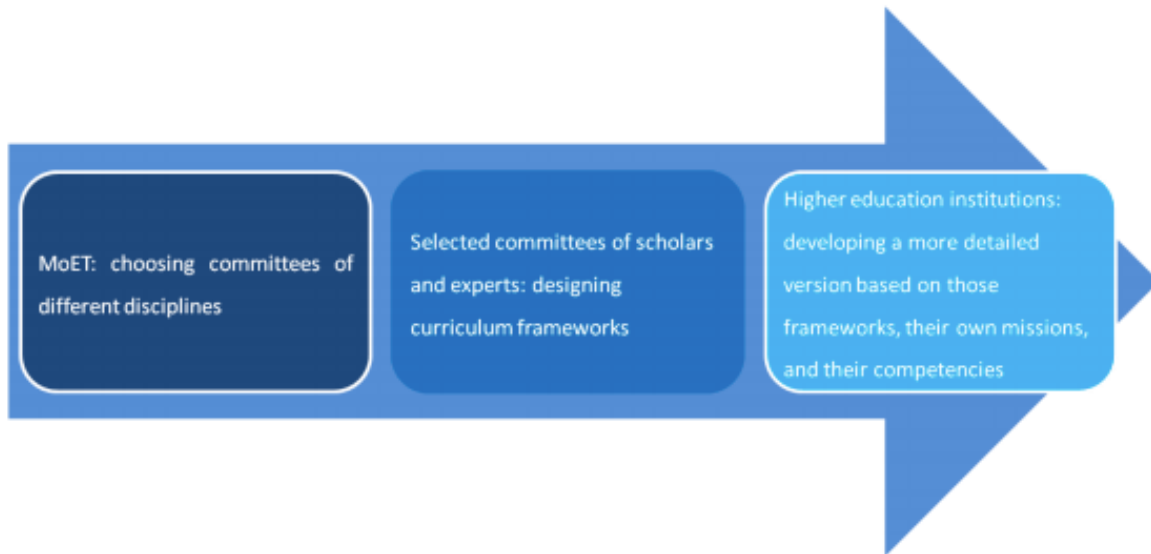 MoET: choosing committees of
different disciplines
Selected committees of scholars
and experts: designing
curriculum frameworks
Higher education institutions:
developing a more detailed
version based on those
frameworks, their own missions,
and their competencies